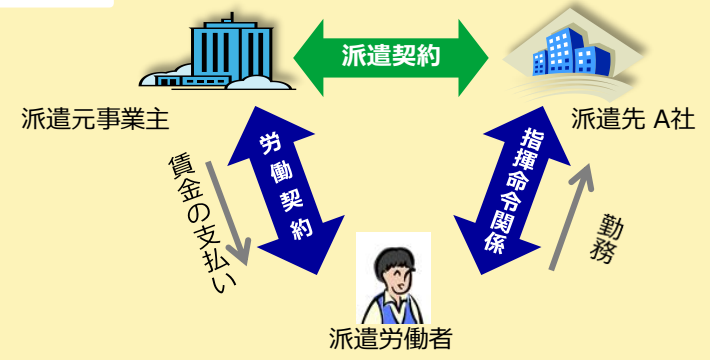 派遣契約
派遣元事業主
派遣先 A社
労働契約
指揮命令関係
賃金の支払い
勤務
派遣労働者